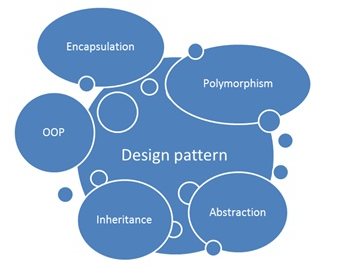 Encapsulation
Polymorphism
OOP
Design pattern
Inheritance
Abstraction